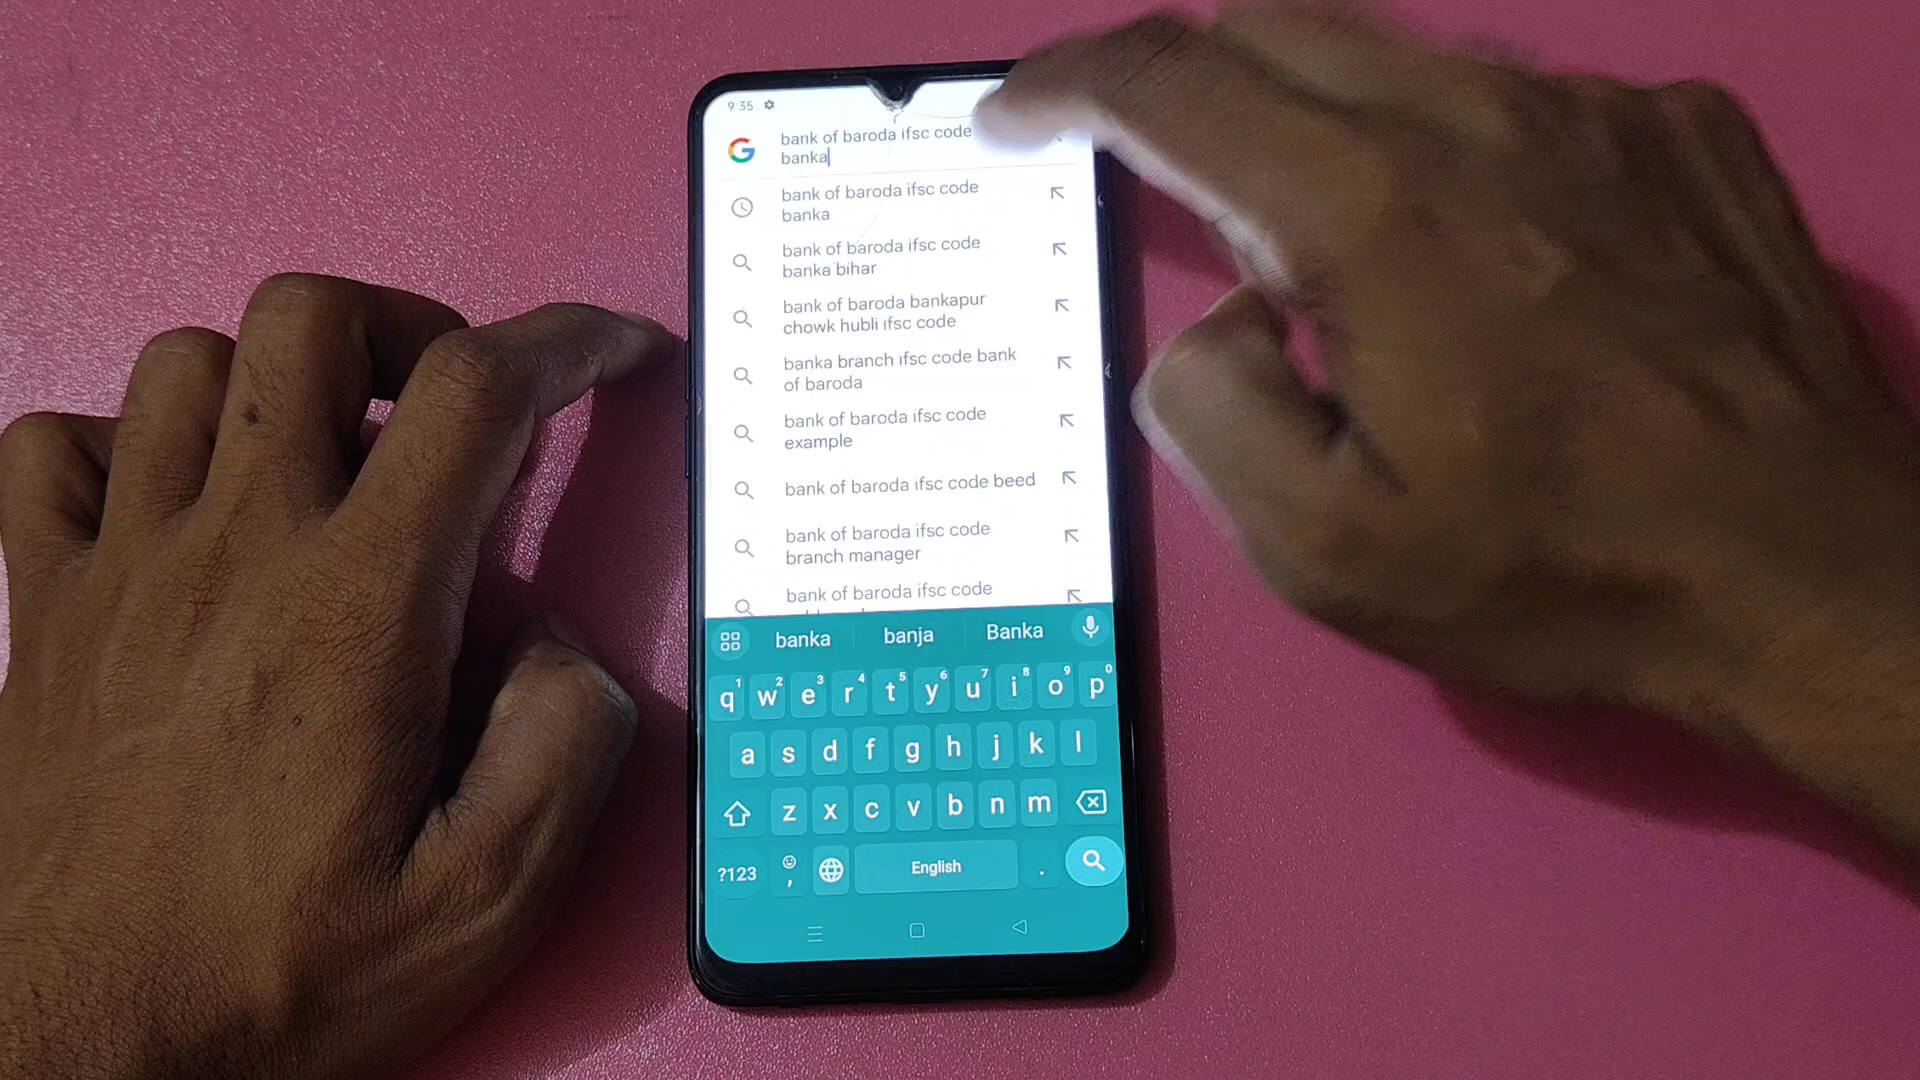 9:35
bank of baroda ifsc code
banka
bank of baroda ifsc code
banka
bank of baroda ifsc code
banka bihar
bank of baroda bankapur
chowk hubli ifsc code
banka branch ifsc code bank
of baroda
bank of baroda ifsc code
example
bank of baroda ifsc code beed
bank of baroda ifsc code
branch manager
bank of baroda ifsc code
banka banja Banka
1 2 3 4 5 6 7 8 9 0
q w e r t y u i o p
a s d f g h j k l
z x c v b n m
?123 , English .